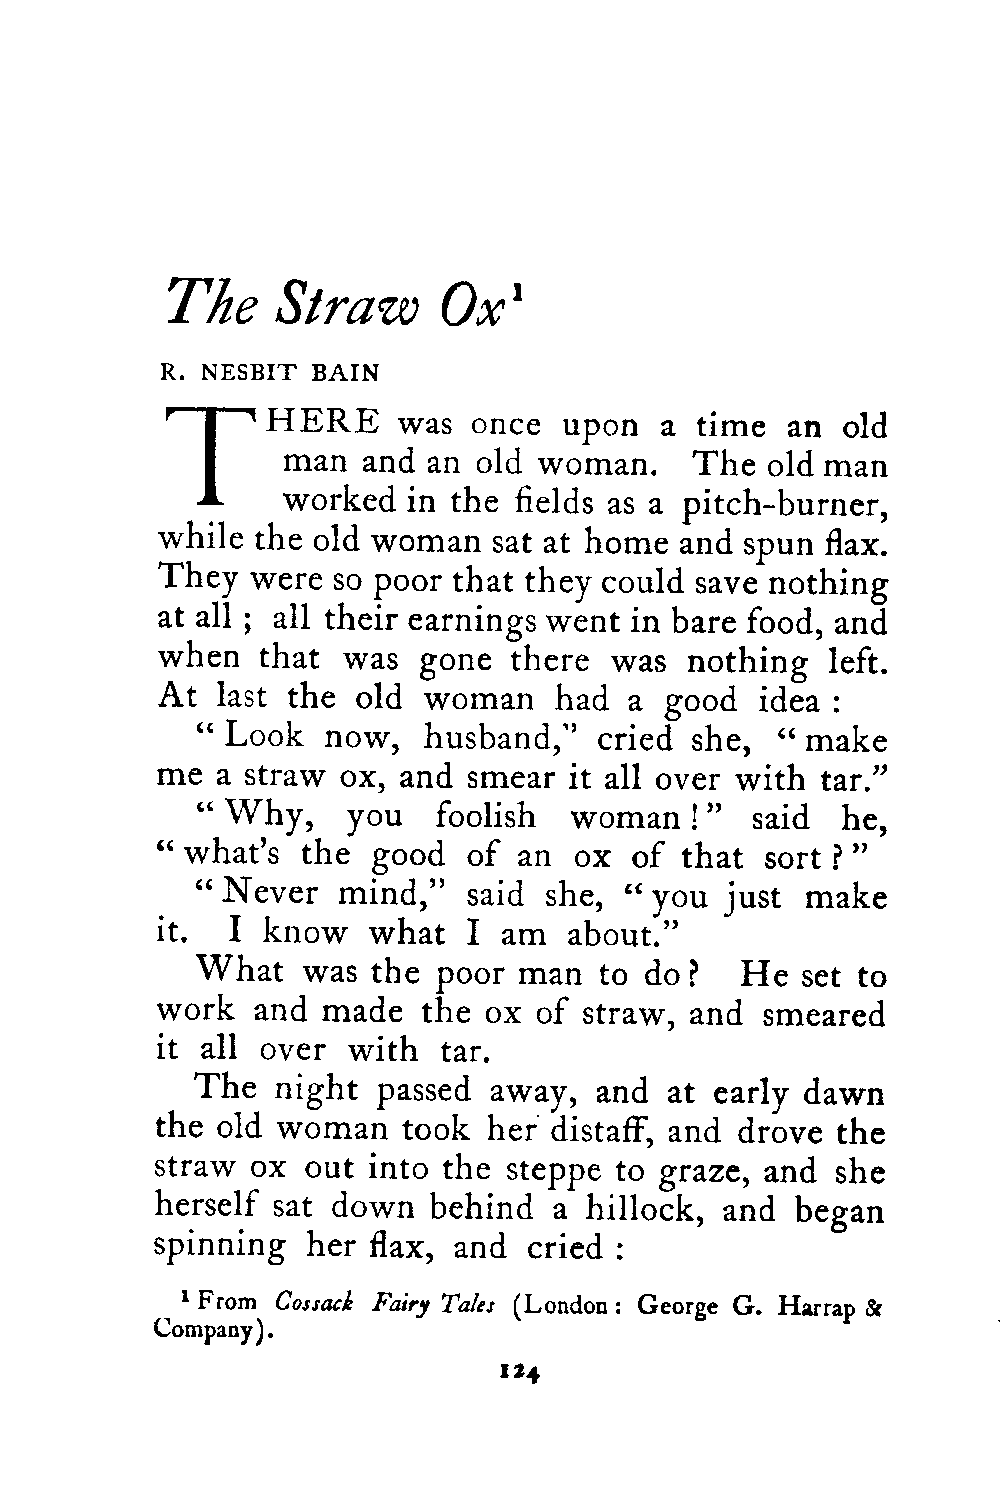 The Straw Ox¹
R. NESBIT BAIN
THERE was once upon a time an old
man and an old woman. The old man
worked in the fields as a pitch-burner,
while the old woman sat at home and spun flax.
They were so poor that they could save nothing
at all ; all their earnings went in bare food, and
when that was gone there was nothing left.
At last the old woman had a good idea :
“ Look now, husband,” cried she, “ make
me a straw ox, and smear it all over with tar.”
“ Why, you foolish woman ! ” said he,
“ what’s the good of an ox of that sort ? ”
“ Never mind,” said she, “ you just make
it. I know what I am about.”
What was the poor man to do ? He set to
work and made the ox of straw, and smeared
it all over with tar.
The night passed away, and at early dawn
the old woman took her distaff, and drove the
straw ox out into the steppe to graze, and she
herself sat down behind a hillock, and began
spinning her flax, and cried :
¹ From Cossack Fairy Tales (London : George G. Harrap &
Company).
124